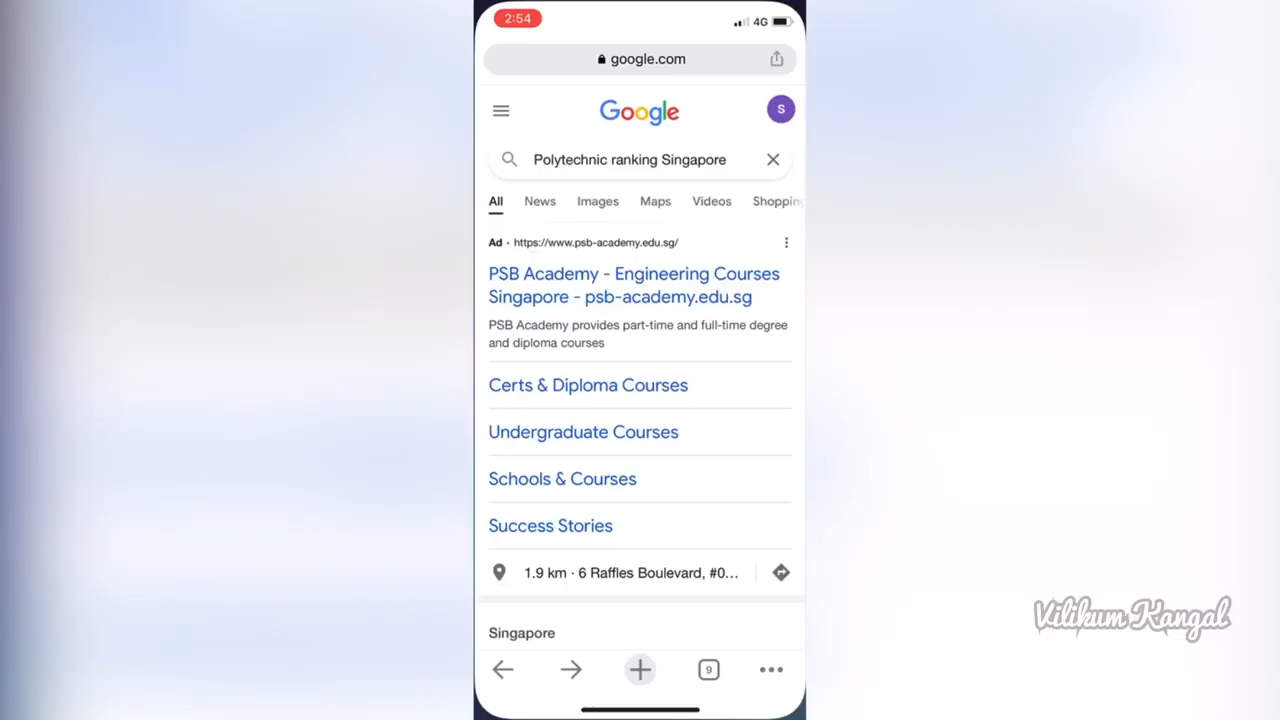 2:54
4G
google.com
Google
S
Polytechnic ranking Singapore
All News Images Maps Videos Shopping
Ad · https://www.psb-academy.edu.sg/
PSB Academy - Engineering Courses
Singapore - psb-academy.edu.sg
PSB Academy provides part-time and full-time degree
and diploma courses
Certs & Diploma Courses
Undergraduate Courses
Schools & Courses
Success Stories
1.9 km · 6 Raffles Boulevard, #0...
Singapore
9
Vilikum Kangal